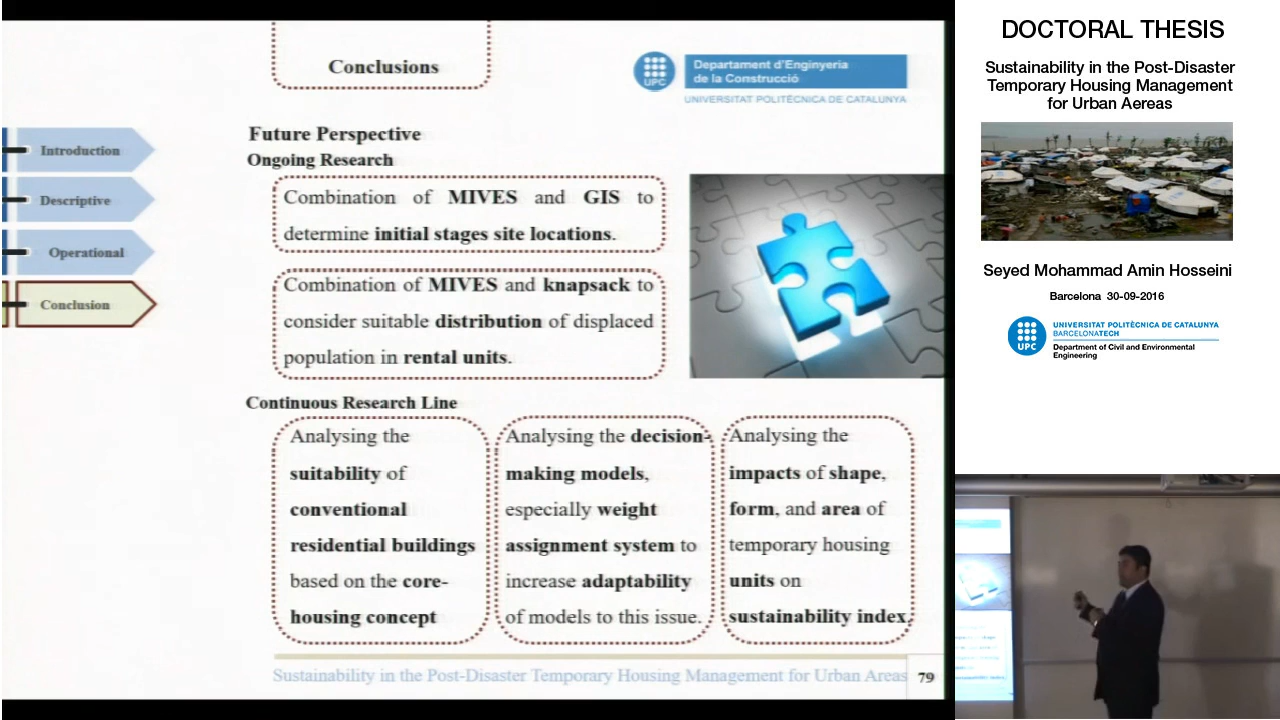 Conclusions
UPC
Departament d'Enginyeria
de la Construcció
UNIVERSITAT POLITÈCNICA DE CATALUNYA
Introduction
Descriptive
Operational
Conclusion
Future Perspective
Ongoing Research
Combination of MIVES and GIS to
determine initial stages site locations.
Combination of MIVES and knapsack to
consider suitable distribution of displaced
population in rental units.
Continuous Research Line
Analysing the
suitability of
conventional
residential buildings
based on the core-
housing concept
Analysing the decision-
making models,
especially weight
assignment system to
increase adaptability
of models to this issue.
Analysing the
impacts of shape,
form, and area of
temporary housing
units on
sustainability index.
Sustainability in the Post-Disaster Temporary Housing Management for Urban Areas
79
DOCTORAL THESIS
Sustainability in the Post-Disaster
Temporary Housing Management
for Urban Aereas
Seyed Mohammad Amin Hosseini
Barcelona 30-09-2016
UPC
UNIVERSITAT POLITÈCNICA DE CATALUNYA
BARCELONATECH
Department of Civil and Environmental
Engineering